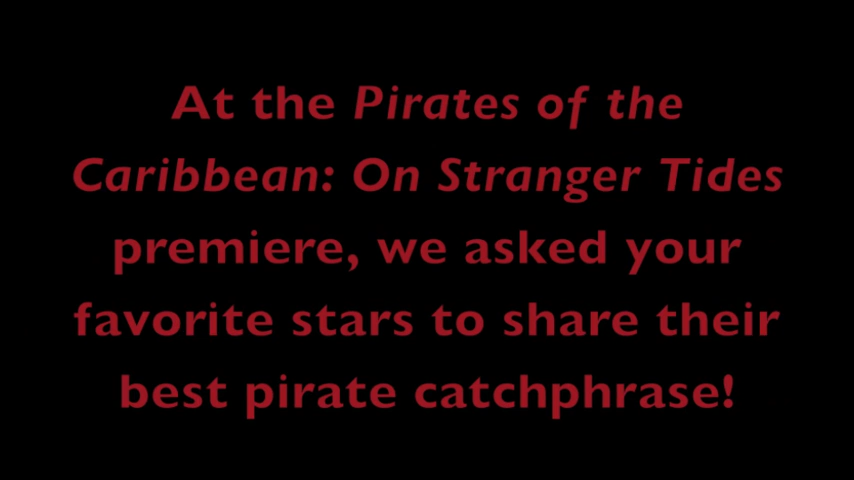 At the Pirates of the
Caribbean: On Stranger Tides
premiere, we asked your
favorite stars to share their
best pirate catchphrase!